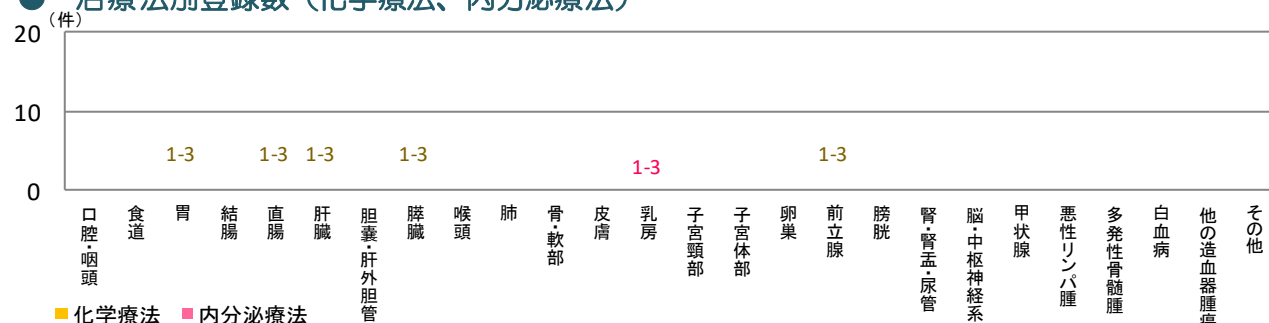 ● 治療法別登録数（化学療法、内分泌療法）
（件）
20
10
0
1-3
1-3
1-3
1-3
1-3
1-3
口腔・咽頭
食道
胃
結腸
直腸
肝臓
胆嚢・肝外胆管
膵臓
喉頭
肺
骨・軟部
皮膚
乳房
子宮頸部
子宮体部
卵巣
前立腺
膀胱
腎・腎盂・尿管
脳・中枢神経系
甲状腺
悪性リンパ腫
多発性骨髄腫
白血病
他の造血器腫瘍
その他
■ 化学療法 ■ 内分泌療法